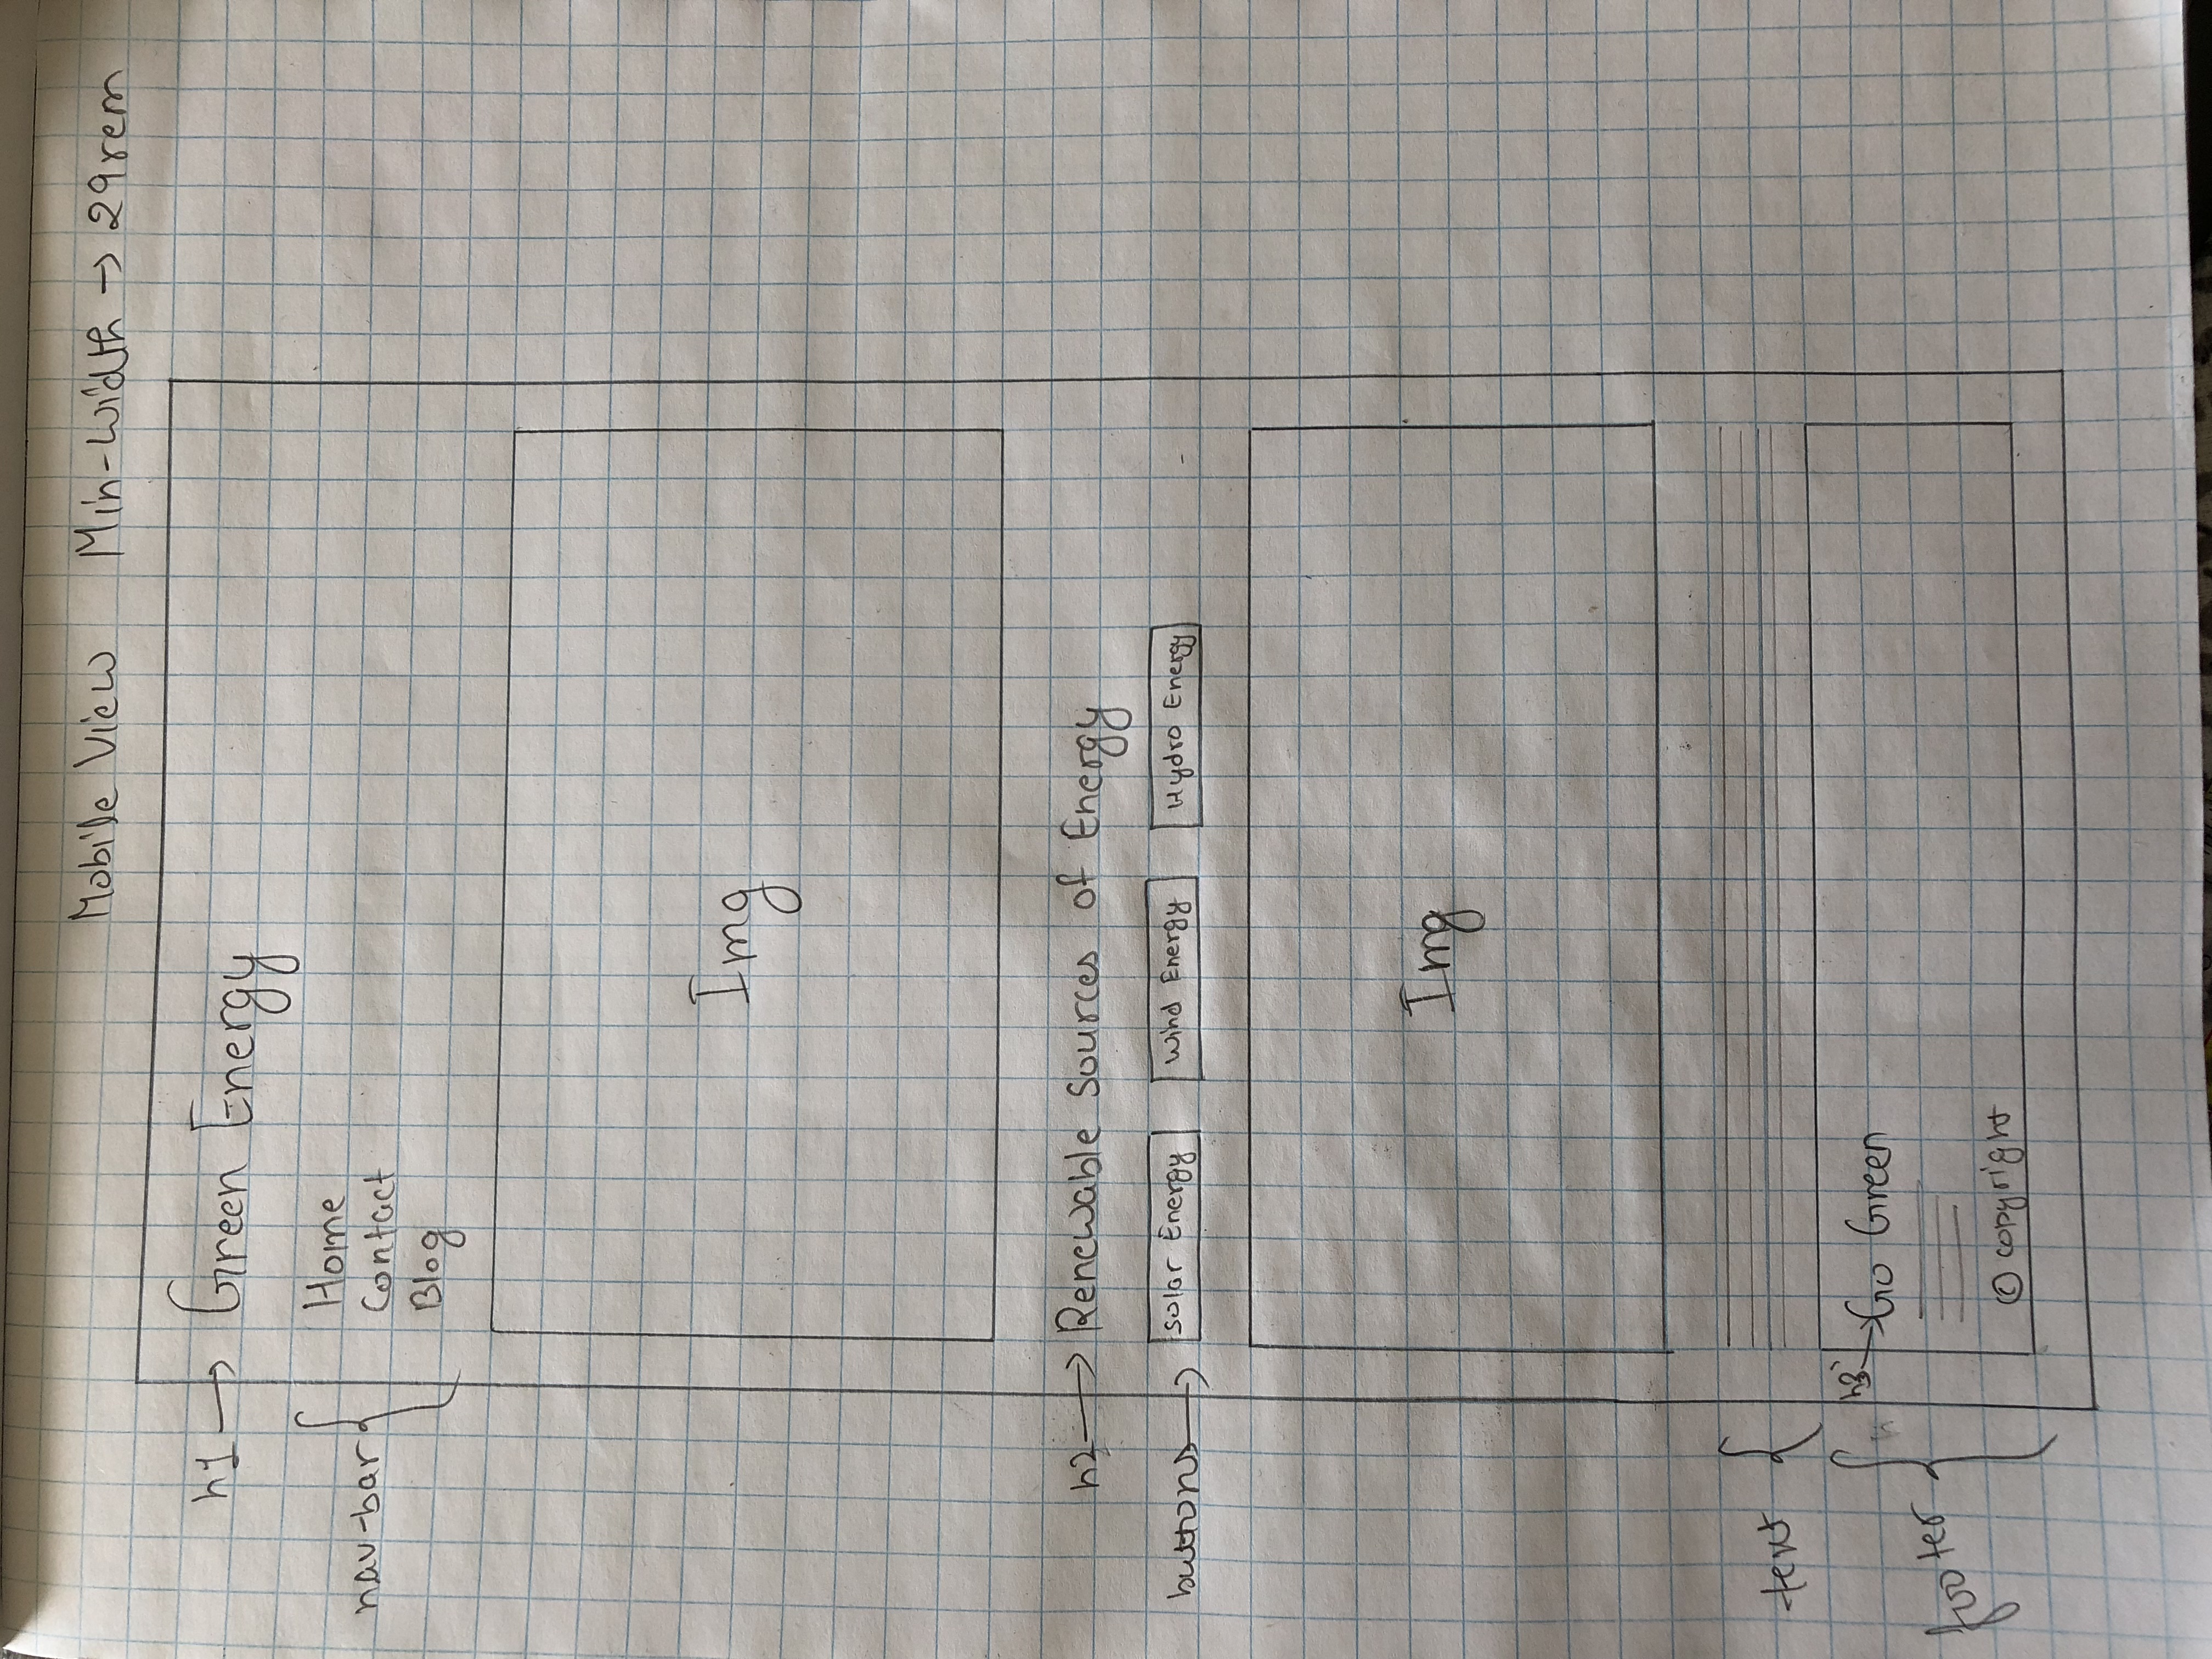 Mobile View Min-Width → 29rem
h1 → Green Energy
nav-bar
Home
Contact
Blog
Img
h2 → Renewable Sources of Energy
buttons → Solar Energy Wind Energy Hydro Energy
Img
text
footer
h3 → Go Green
© copyright